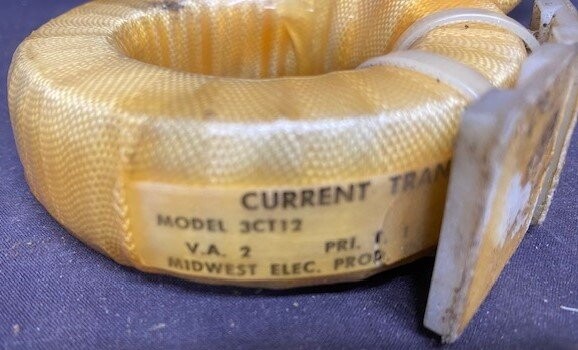 CURRENT TRAN
MODEL 3CT12
V.A. 2 PRI.
MIDWEST ELEC. PROD